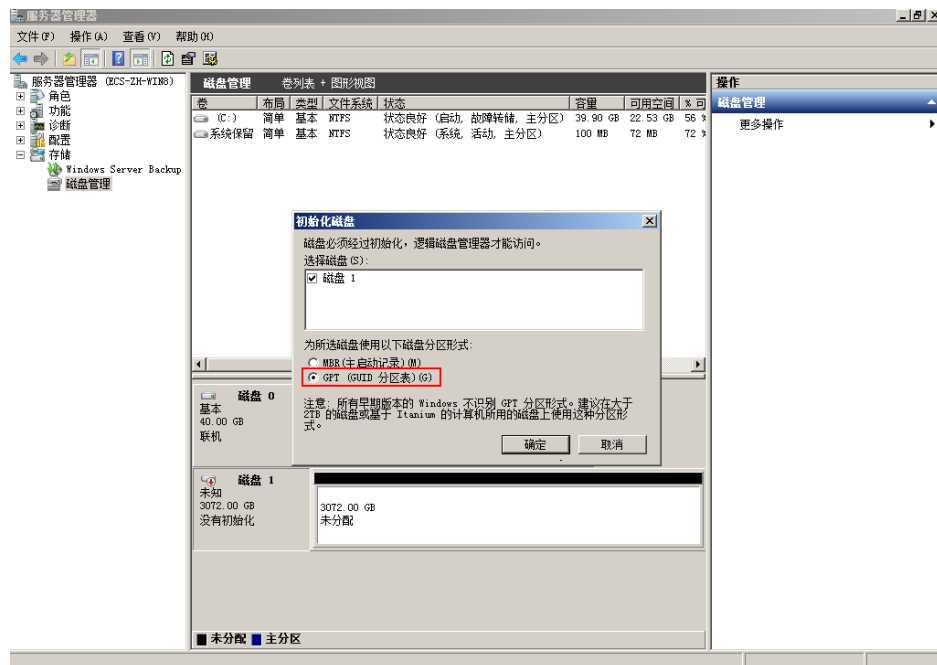 服务器管理器
文件(F) 操作(A) 查看(V) 帮助(H)
服务器管理器 (ECS-ZH-WIN8)
角色
功能
诊断
配置
存储
Windows Server Backup
磁盘管理
磁盘管理 卷列表 + 图形视图
卷 布局 类型 文件系统 状态 容量 可用空间 % 可
(C:) 简单 基本 NTFS 状态良好 (启动, 故障转储, 主分区) 39.90 GB 22.53 GB 56 %
系统保留 简单 基本 NTFS 状态良好 (系统, 活动, 主分区) 100 MB 72 MB 72 %
初始化磁盘
磁盘必须经过初始化，逻辑磁盘管理器才能访问。
选择磁盘(S):
磁盘 1
为所选磁盘使用以下磁盘分区形式:
MBR(主启动记录)(M)
GPT (GUID 分区表)(G)
注意: 所有早期版本的 Windows 不识别 GPT 分区形式。建议在大于
2TB 的磁盘或基于 Itanium 的计算机所用的磁盘上使用这种分区形
式。
确定 取消
磁盘 0
基本
40.00 GB
联机
磁盘 1
未知
3072.00 GB
没有初始化
3072.00 GB
未分配
未分配 主分区
操作
磁盘管理
更多操作